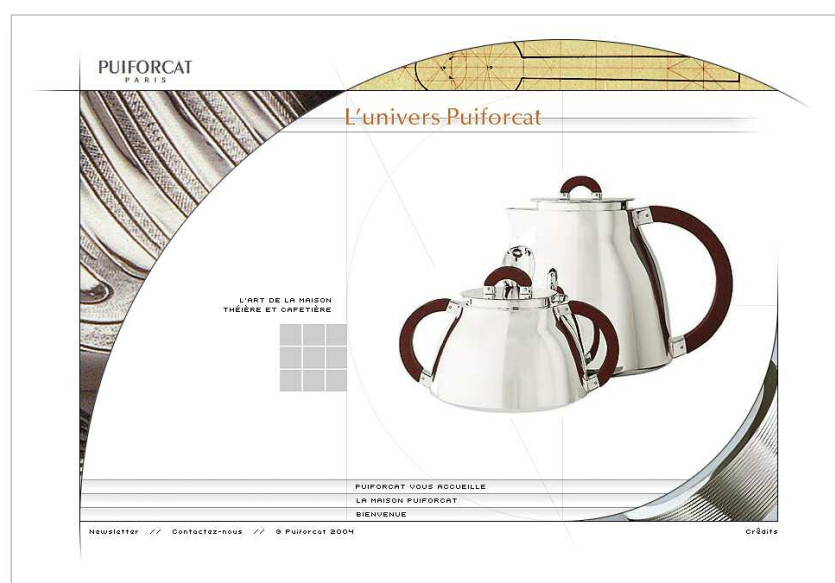 PUIFORCAT
PARIS
L'univers Puiforcat
L'ART DE LA MAISON
THÉIÈRE ET CAFETIÈRE
PUIFORCAT VOUS ACCUEILLE
LA MAISON PUIFORCAT
BIENVENUE
Newsletter // Contactez-nous // © Puiforcat 2004
Crédits